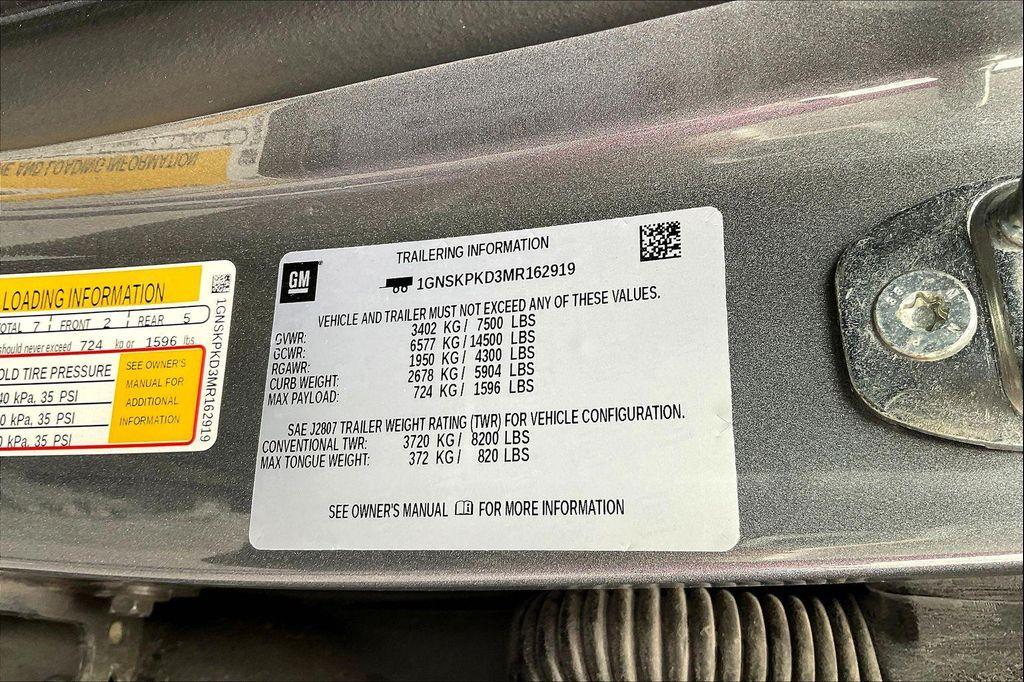 LOADING INFORMATION
TOTAL 7 FRONT 2 REAR 5
should never exceed 724 kg or 1596 lbs
OLD TIRE PRESSURE
40 kPa, 35 PSI
0 kPa, 35 PSI
0 kPa, 35 PSI
SEE OWNER'S
MANUAL FOR
ADDITIONAL
INFORMATION
1GNSKPKD3MR162919
GM
TRAILERING INFORMATION
1GNSKPKD3MR162919
VEHICLE AND TRAILER MUST NOT EXCEED ANY OF THESE VALUES.
GVWR: 3402 KG / 7500 LBS
GCWR: 6577 KG / 14500 LBS
RGAWR: 1950 KG / 4300 LBS
CURB WEIGHT: 2678 KG / 5904 LBS
MAX PAYLOAD: 724 KG / 1596 LBS
SAE J2807 TRAILER WEIGHT RATING (TWR) FOR VEHICLE CONFIGURATION.
CONVENTIONAL TWR: 3720 KG / 8200 LBS
MAX TONGUE WEIGHT: 372 KG / 820 LBS
SEE OWNER'S MANUAL FOR MORE INFORMATION